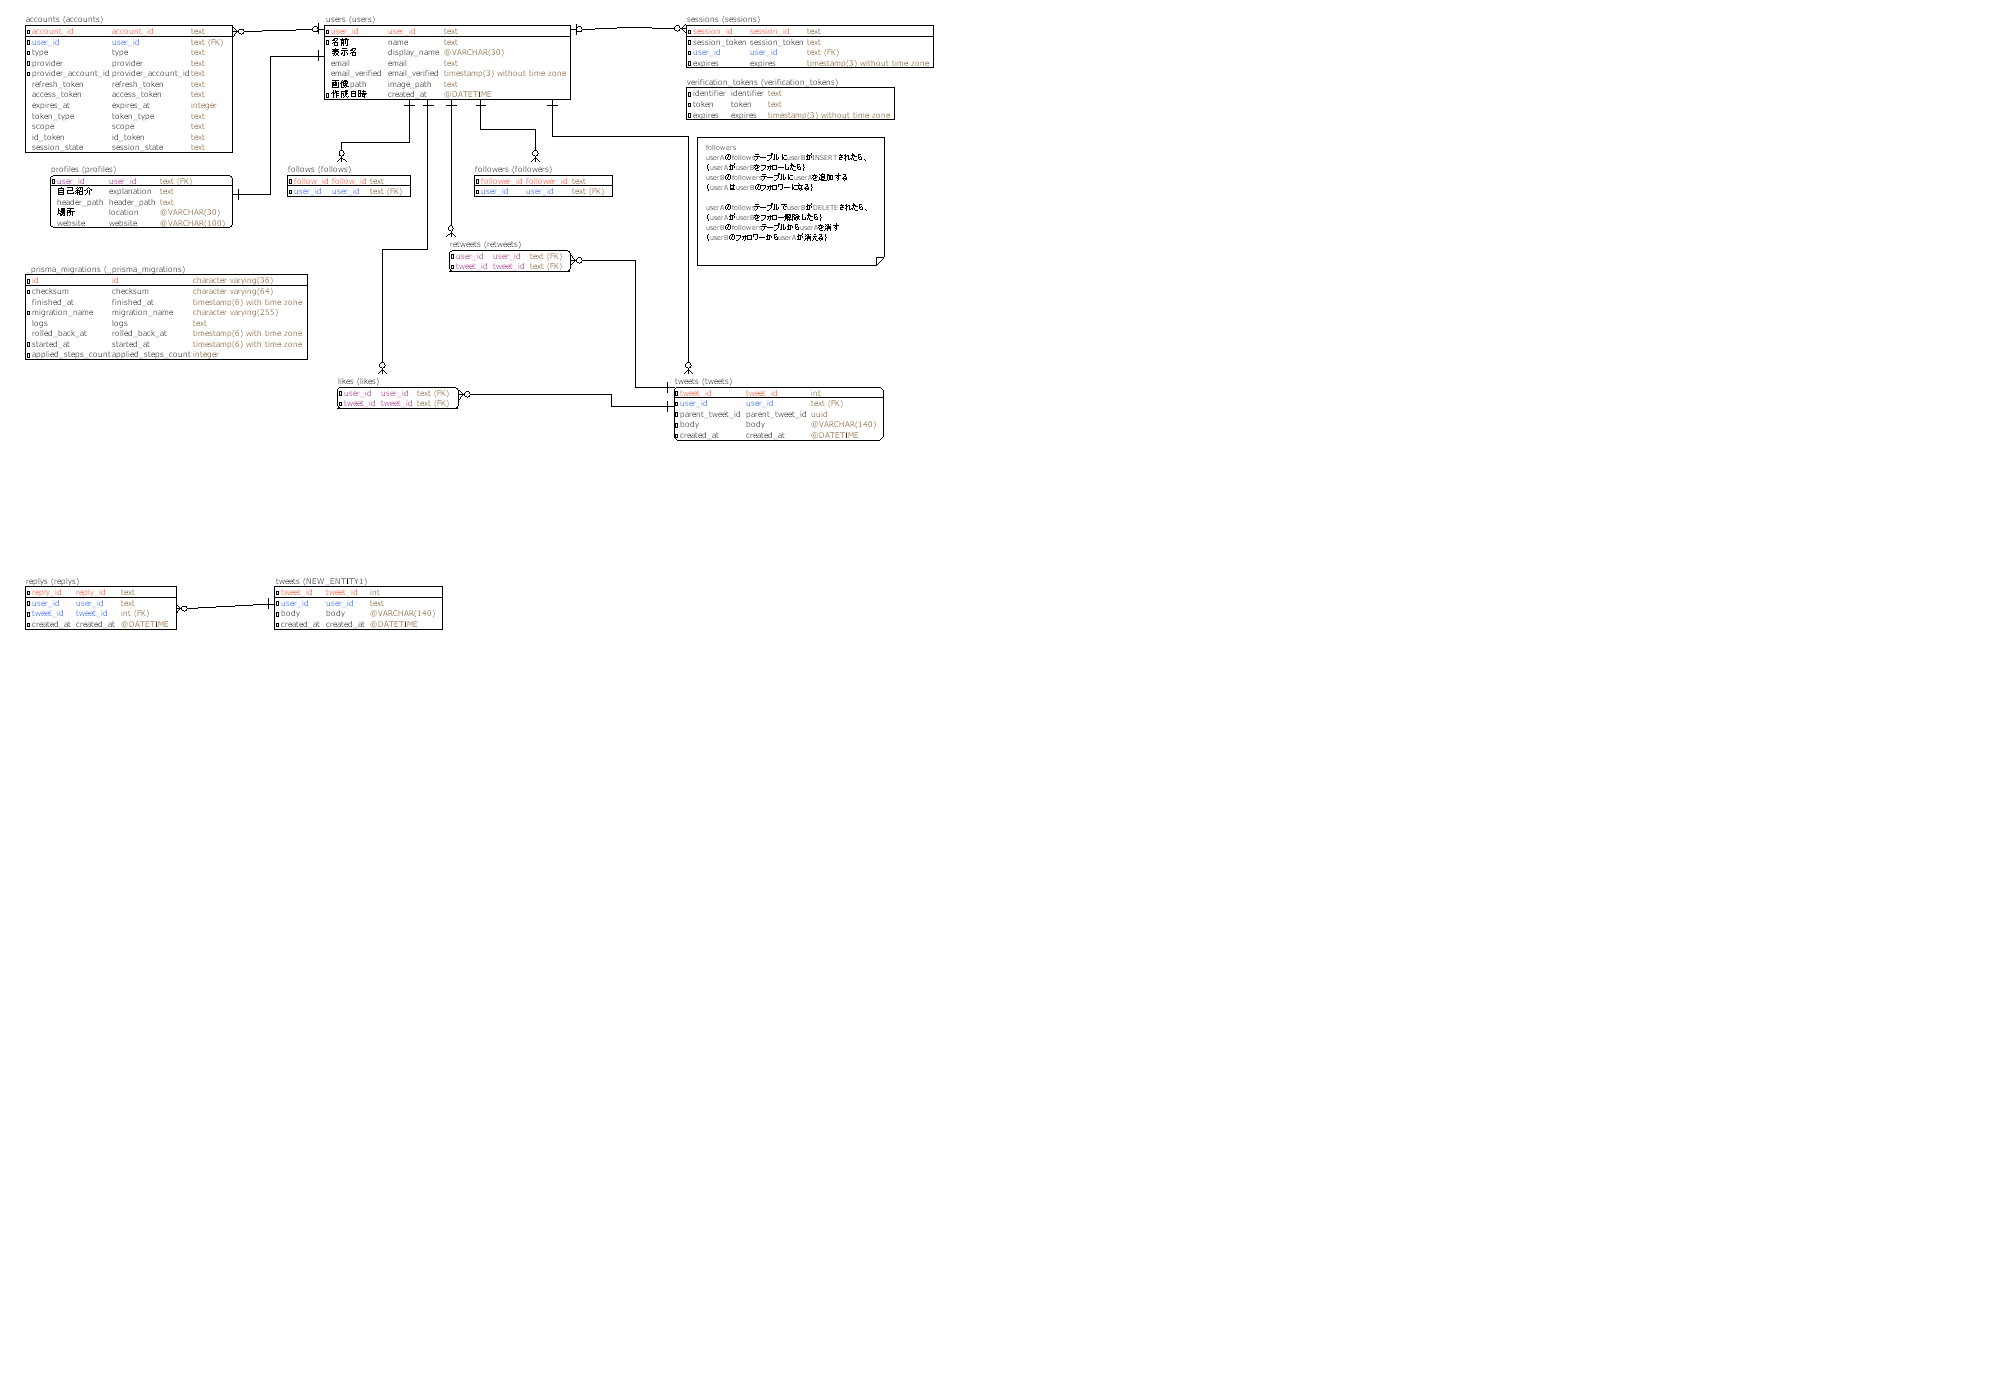 accounts (accounts)
account_id account_id text
user_id user_id text (FK)
type type text
provider provider text
provider_account_id provider_account_id text
refresh_token refresh_token text
access_token access_token text
expires_at expires_at integer
token_type token_type text
scope scope text
id_token id_token text
session_state session_state text
users (users)
user_id user_id text
名前 name text
表示名 display_name @VARCHAR(30)
email email text
email_verified email_verified timestamp(3) without time zone
画像path image_path text
作成日時 created_at @DATETIME
sessions (sessions)
session_id session_id text
session_token session_token text
user_id user_id text (FK)
expires expires timestamp(3) without time zone
verification_tokens (verification_tokens)
identifier identifier text
token token text
expires expires timestamp(3) without time zone
followers
userAのfollowsテーブルにuserBがINSERTされたら、
(userAがuserBをフォローしたら)
userBのfollowersテーブルにuserAを追加する
(userAはuserBのフォロワーになる)
userAのfollowsテーブルでuserBがDELETEされたら、
(userAがuserBをフォロー解除したら)
userBのfollowersテーブルからuserAを消す
(userBのフォロワーからuserAが消える)
profiles (profiles)
user_id user_id text (FK)
自己紹介 explanation text
header_path header_path text
場所 location @VARCHAR(30)
website website @VARCHAR(100)
follows (follows)
follow_id follow_id text
user_id user_id text (FK)
followers (followers)
follower_id follower_id text
user_id user_id text (FK)
retweets (retweets)
user_id user_id text (FK)
tweet_id tweet_id text (FK)
_prisma_migrations (_prisma_migrations)
id id character varying(36)
checksum checksum character varying(64)
finished_at finished_at timestamp(6) with time zone
migration_name migration_name character varying(255)
logs logs text
rolled_back_at rolled_back_at timestamp(6) with time zone
started_at started_at timestamp(6) with time zone
applied_steps_count applied_steps_count integer
likes (likes)
user_id user_id text (FK)
tweet_id tweet_id text (FK)
tweets (tweets)
tweet_id tweet_id int
user_id user_id text (FK)
parent_tweet_id parent_tweet_id uuid
body body @VARCHAR(140)
created_at created_at @DATETIME
replys (replys)
reply_id reply_id text
user_id user_id text
tweet_id tweet_id int (FK)
created_at created_at @DATETIME
tweets (NEW_ENTITY1)
tweet_id tweet_id int
user_id user_id text
body body @VARCHAR(140)
created_at created_at @DATETIME